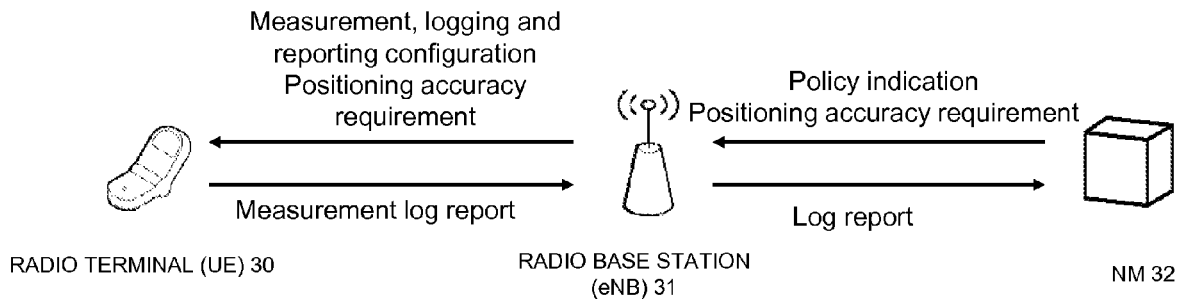 Measurement, logging and
reporting configuration
Positioning accuracy
requirement
Policy indication
Positioning accuracy requirement
Measurement log report
Log report
RADIO TERMINAL (UE) 30
RADIO BASE STATION
(eNB) 31
NM 32